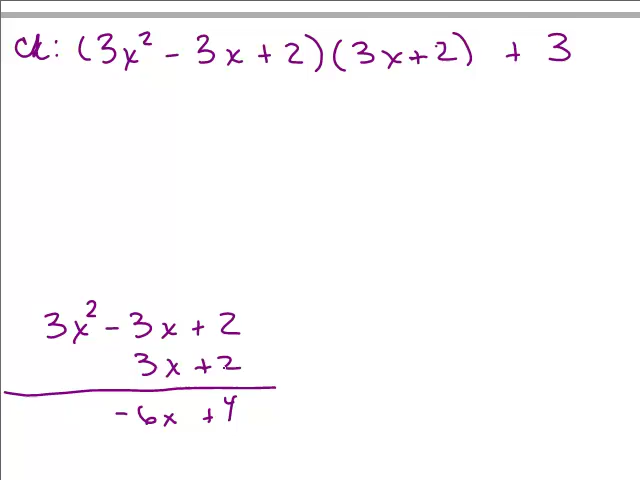 ck: (3x² - 3x + 2)(3x + 2) + 3
3x² - 3x + 2
3x + 2
- 6x + 4